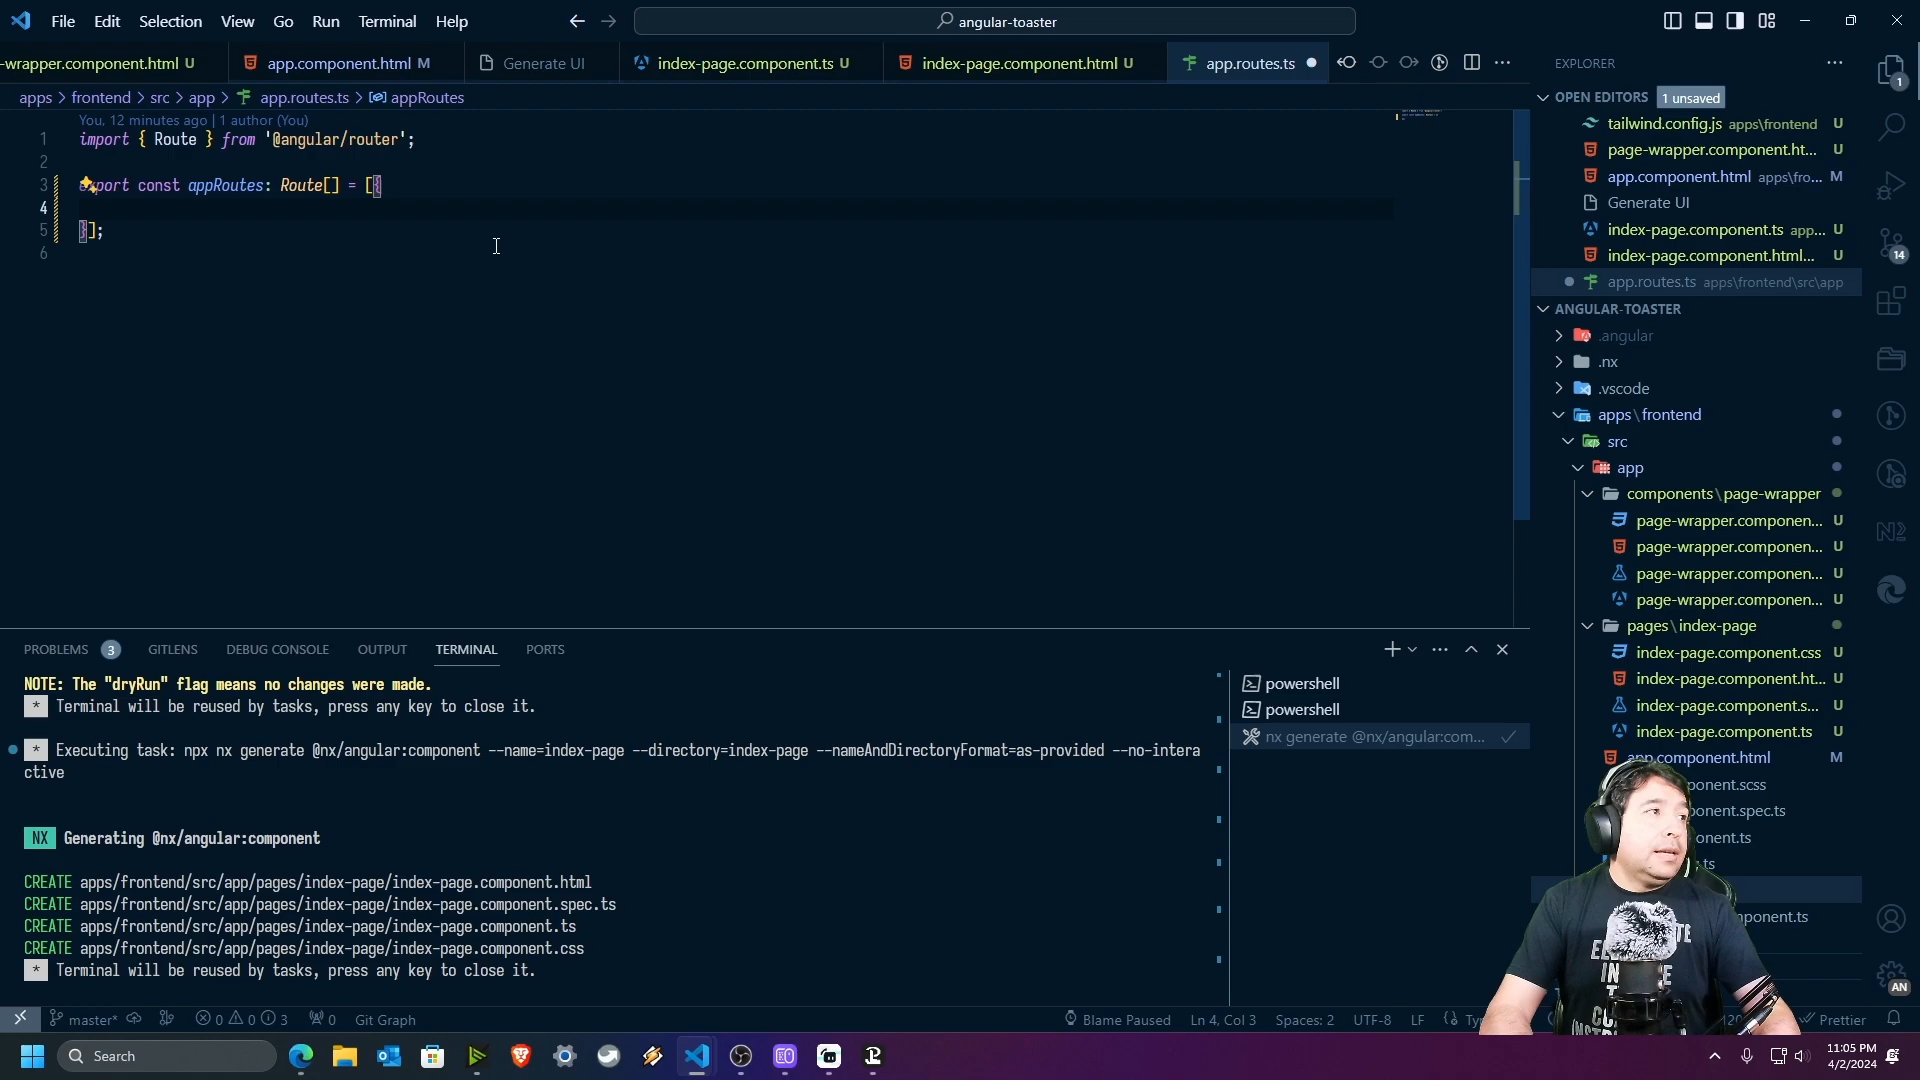 File Edit Selection View Go Run Terminal Help
angular-toaster
-wrapper.component.html U
app.component.html M
Generate UI
index-page.component.ts U
index-page.component.html U
app.routes.ts
EXPLORER
apps > frontend > src > app > app.routes.ts > appRoutes
You, 12 minutes ago | 1 author (You)
1 import { Route } from '@angular/router';
2
3 export const appRoutes: Route[] = [{
4
5 }];
6
OPEN EDITORS 1 unsaved
tailwind.config.js apps\frontend U
page-wrapper.component.ht... U
app.component.html apps\fro... M
Generate UI
index-page.component.ts app... U
index-page.component.html... U
app.routes.ts apps\frontend\src\app
ANGULAR-TOASTER
.angular
.nx
.vscode
apps\frontend
src
app
components\page-wrapper
page-wrapper.componen... U
page-wrapper.componen... U
page-wrapper.componen... U
page-wrapper.componen... U
pages\index-page
index-page.component.css U
index-page.component.ht... U
index-page.component.s... U
index-page.component.ts U
app.component.html M
ponent.scss
ponent.spec.ts
onent.ts
.ts
ponent.ts
1
14
AN
PROBLEMS 3 GITLENS DEBUG CONSOLE OUTPUT TERMINAL PORTS
NOTE: The "dryRun" flag means no changes were made.
* Terminal will be reused by tasks, press any key to close it.
* Executing task: npx nx generate @nx/angular:component --name=index-page --directory=index-page --nameAndDirectoryFormat=as-provided --no-intera
ctive
NX Generating @nx/angular:component
CREATE apps/frontend/src/app/pages/index-page/index-page.component.html
CREATE apps/frontend/src/app/pages/index-page/index-page.component.spec.ts
CREATE apps/frontend/src/app/pages/index-page/index-page.component.ts
CREATE apps/frontend/src/app/pages/index-page/index-page.component.css
* Terminal will be reused by tasks, press any key to close it.
powershell
powershell
nx generate @nx/angular:com...
master* 0 0 3 0 Git Graph
Blame Paused Ln 4, Col 3 Spaces: 2 UTF-8 LF Prettier
Search
11:05 PM
4/2/2024